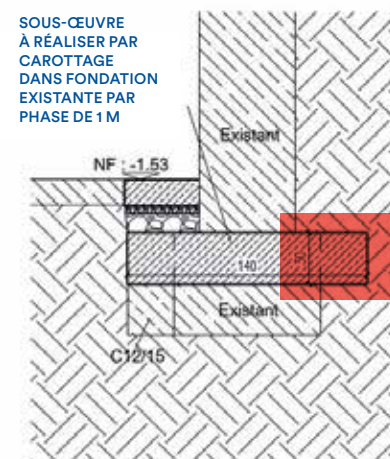 SOUS-ŒUVRE
À RÉALISER PAR
CAROTTAGE
DANS FONDATION
EXISTANTE PAR
PHASE DE 1 M
Existant
NF : -1.53
140
50
Existant
C12/15